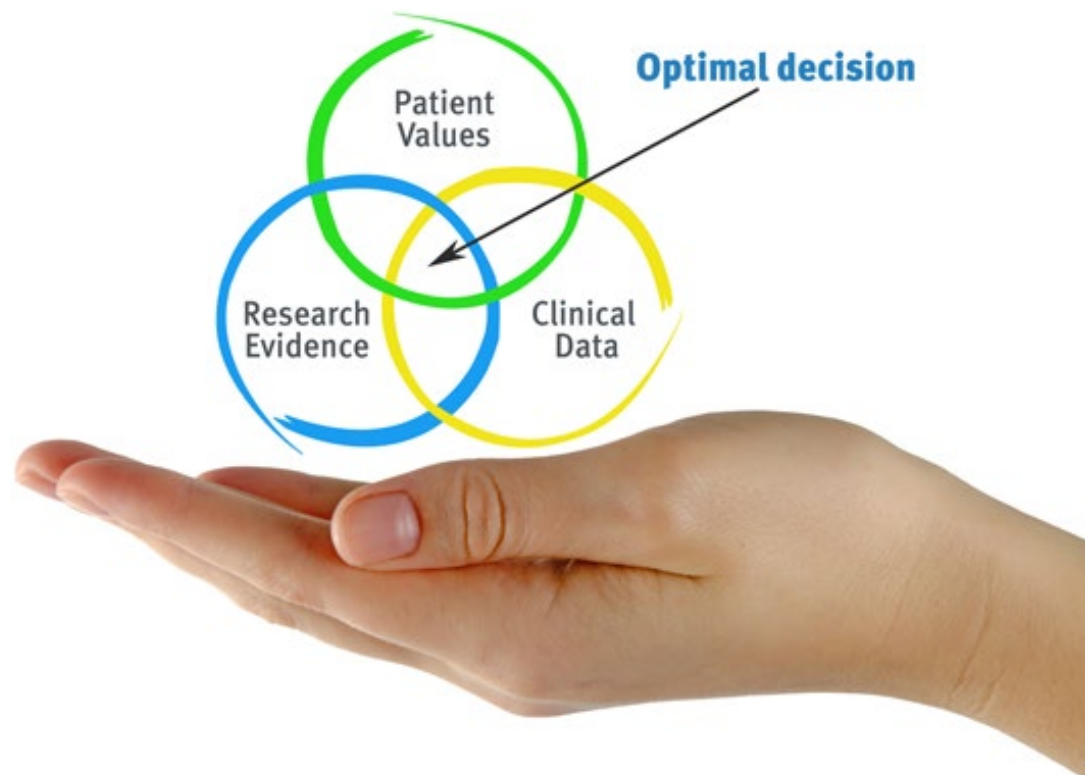 Optimal decision
Patient
Values
Research
Evidence
Clinical
Data